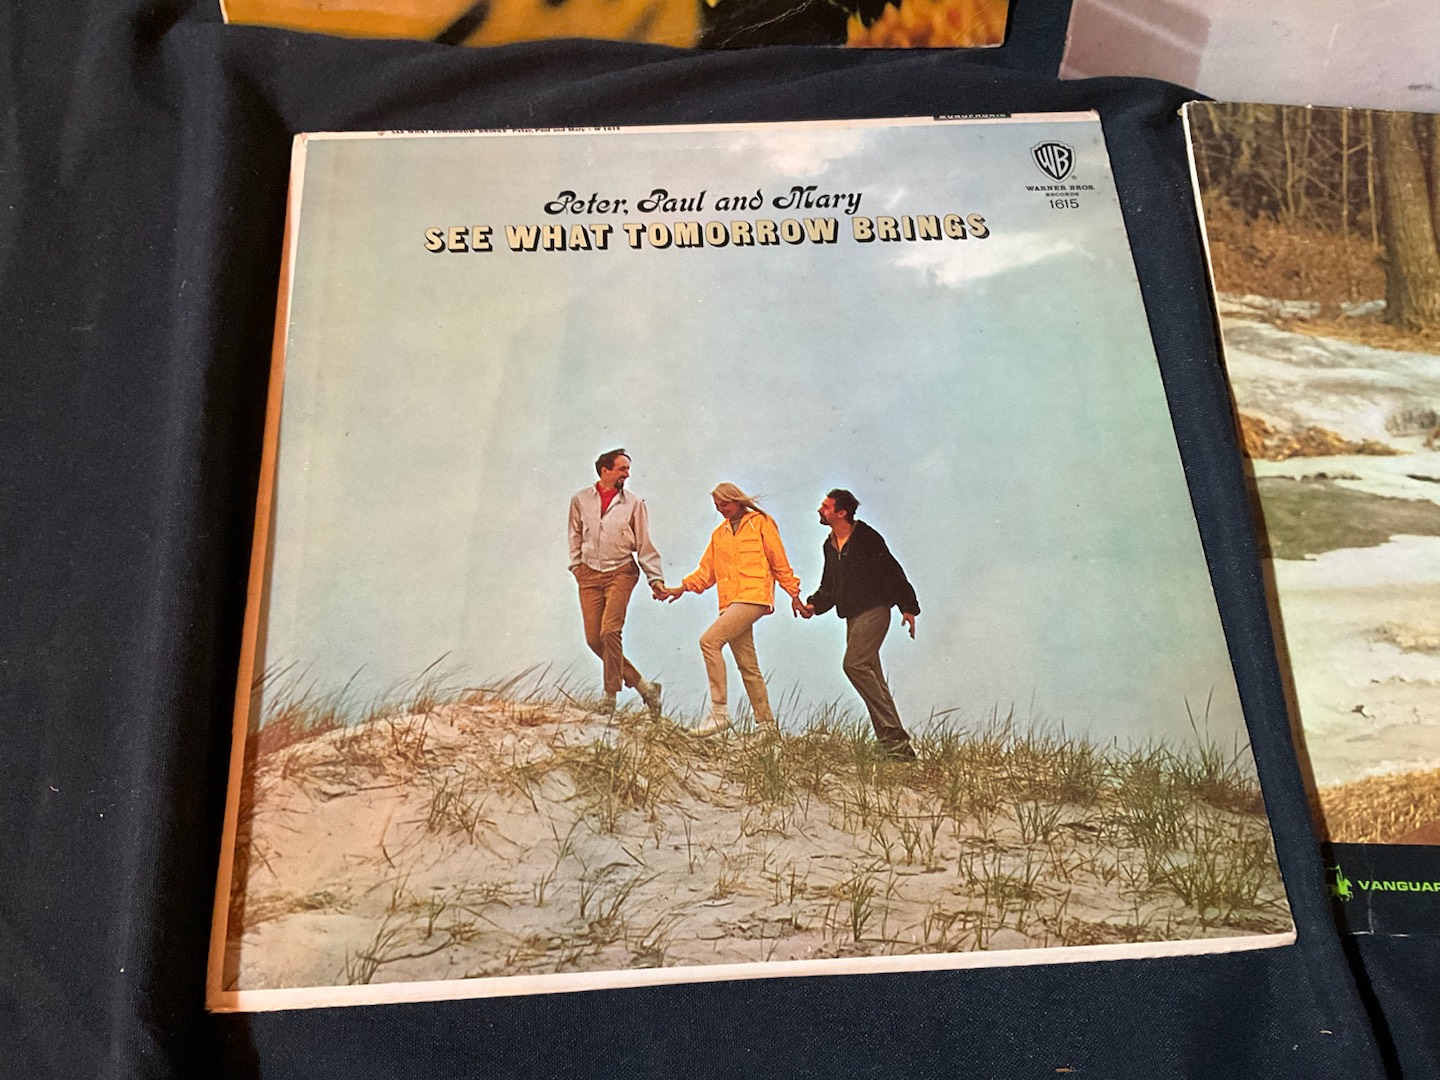 SEE WHAT TOMORROW BRINGS Peter, Paul and Mary • W 1615
MONOPHONIC
Peter, Paul and Mary
SEE WHAT TOMORROW BRINGS
WB
WARNER BROS.
RECORDS
1615
VANGUAR